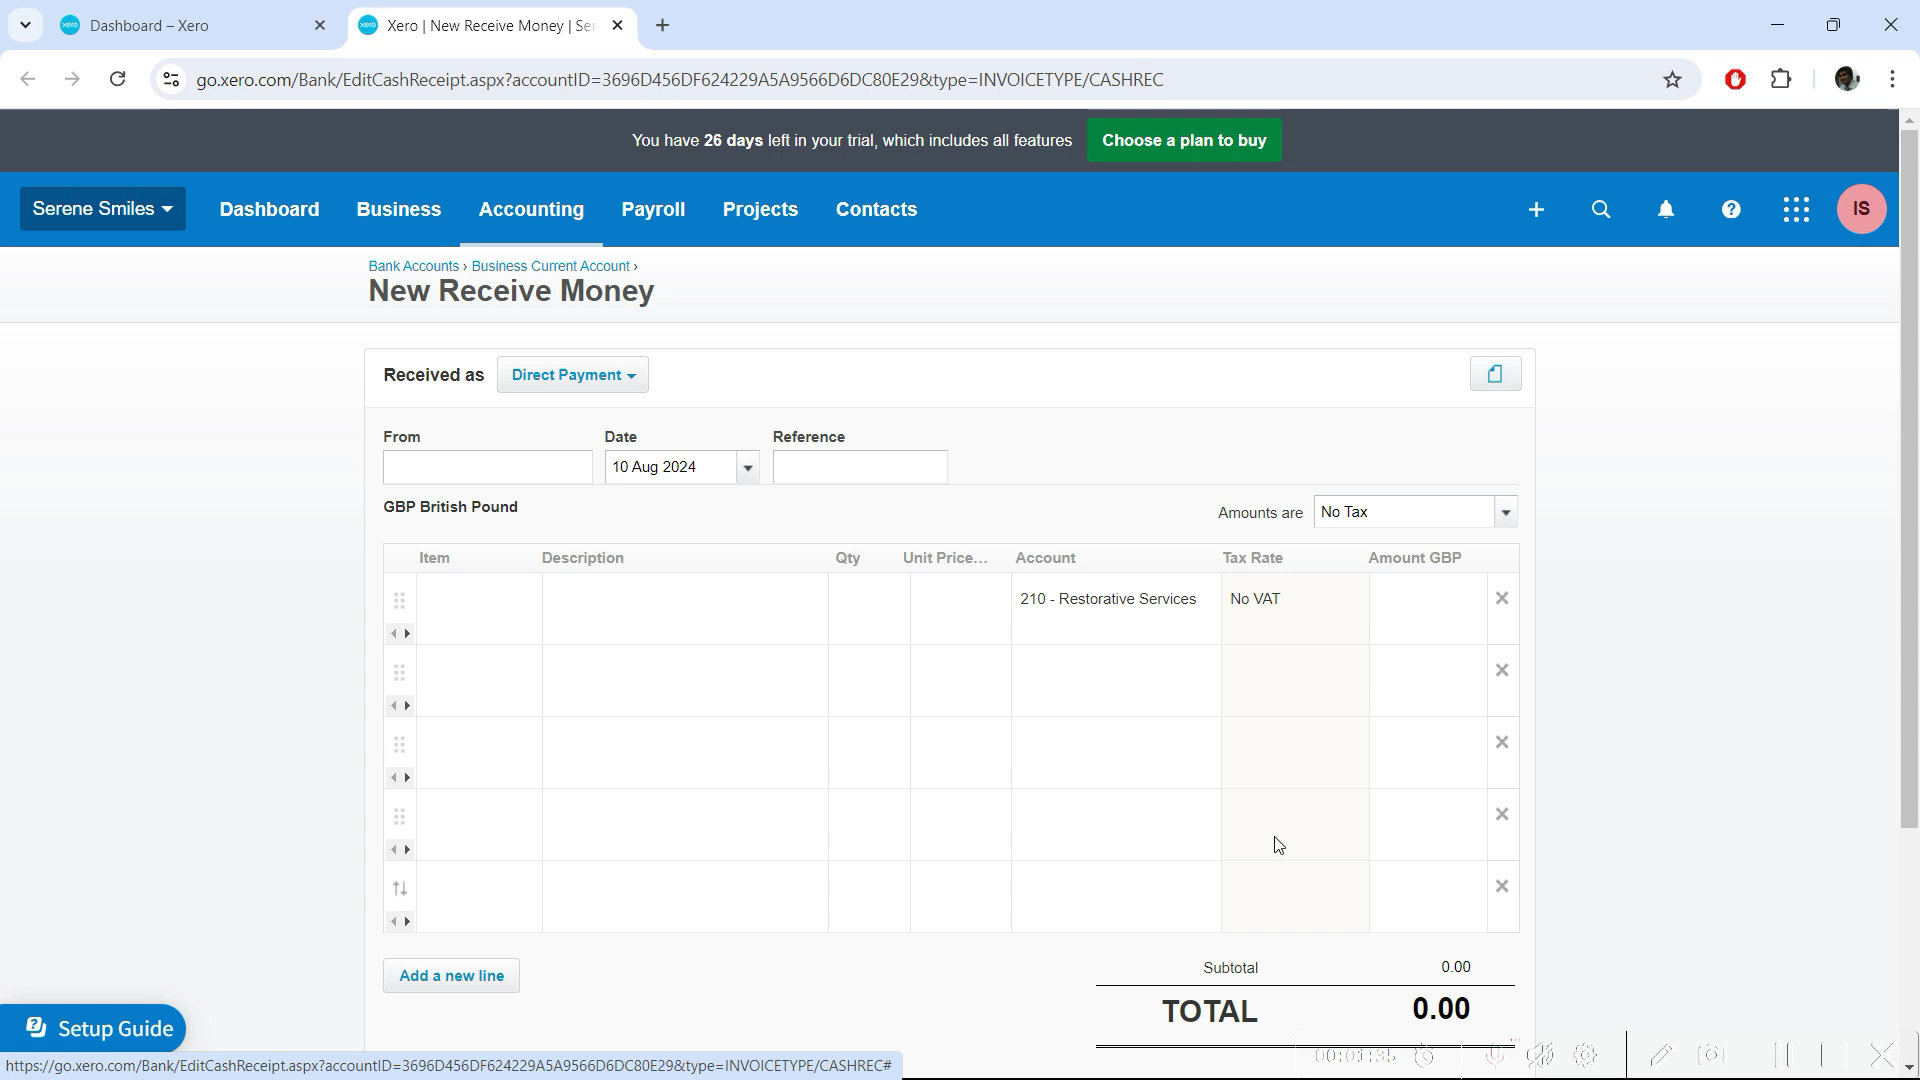 Dashboard – Xero
Xero | New Receive Money | Ser
go.xero.com/Bank/EditCashReceipt.aspx?accountID=3696D456DF624229A5A9566D6DC80E29&type=INVOICETYPE/CASHREC
You have 26 days left in your trial, which includes all features
Choose a plan to buy
Serene Smiles
Dashboard
Business
Accounting
Payroll
Projects
Contacts
IS
Bank Accounts › Business Current Account ›
New Receive Money
Received as
Direct Payment
From
Date
Reference
10 Aug 2024
GBP British Pound
Amounts are
No Tax
Item
Description
Qty
Unit Price...
Account
Tax Rate
Amount GBP
210 - Restorative Services
No VAT
Add a new line
Subtotal
0.00
TOTAL
0.00
Setup Guide
00:01:35
https://go.xero.com/Bank/EditCashReceipt.aspx?accountID=3696D456DF624229A5A9566D6DC80E29&type=INVOICETYPE/CASHREC#